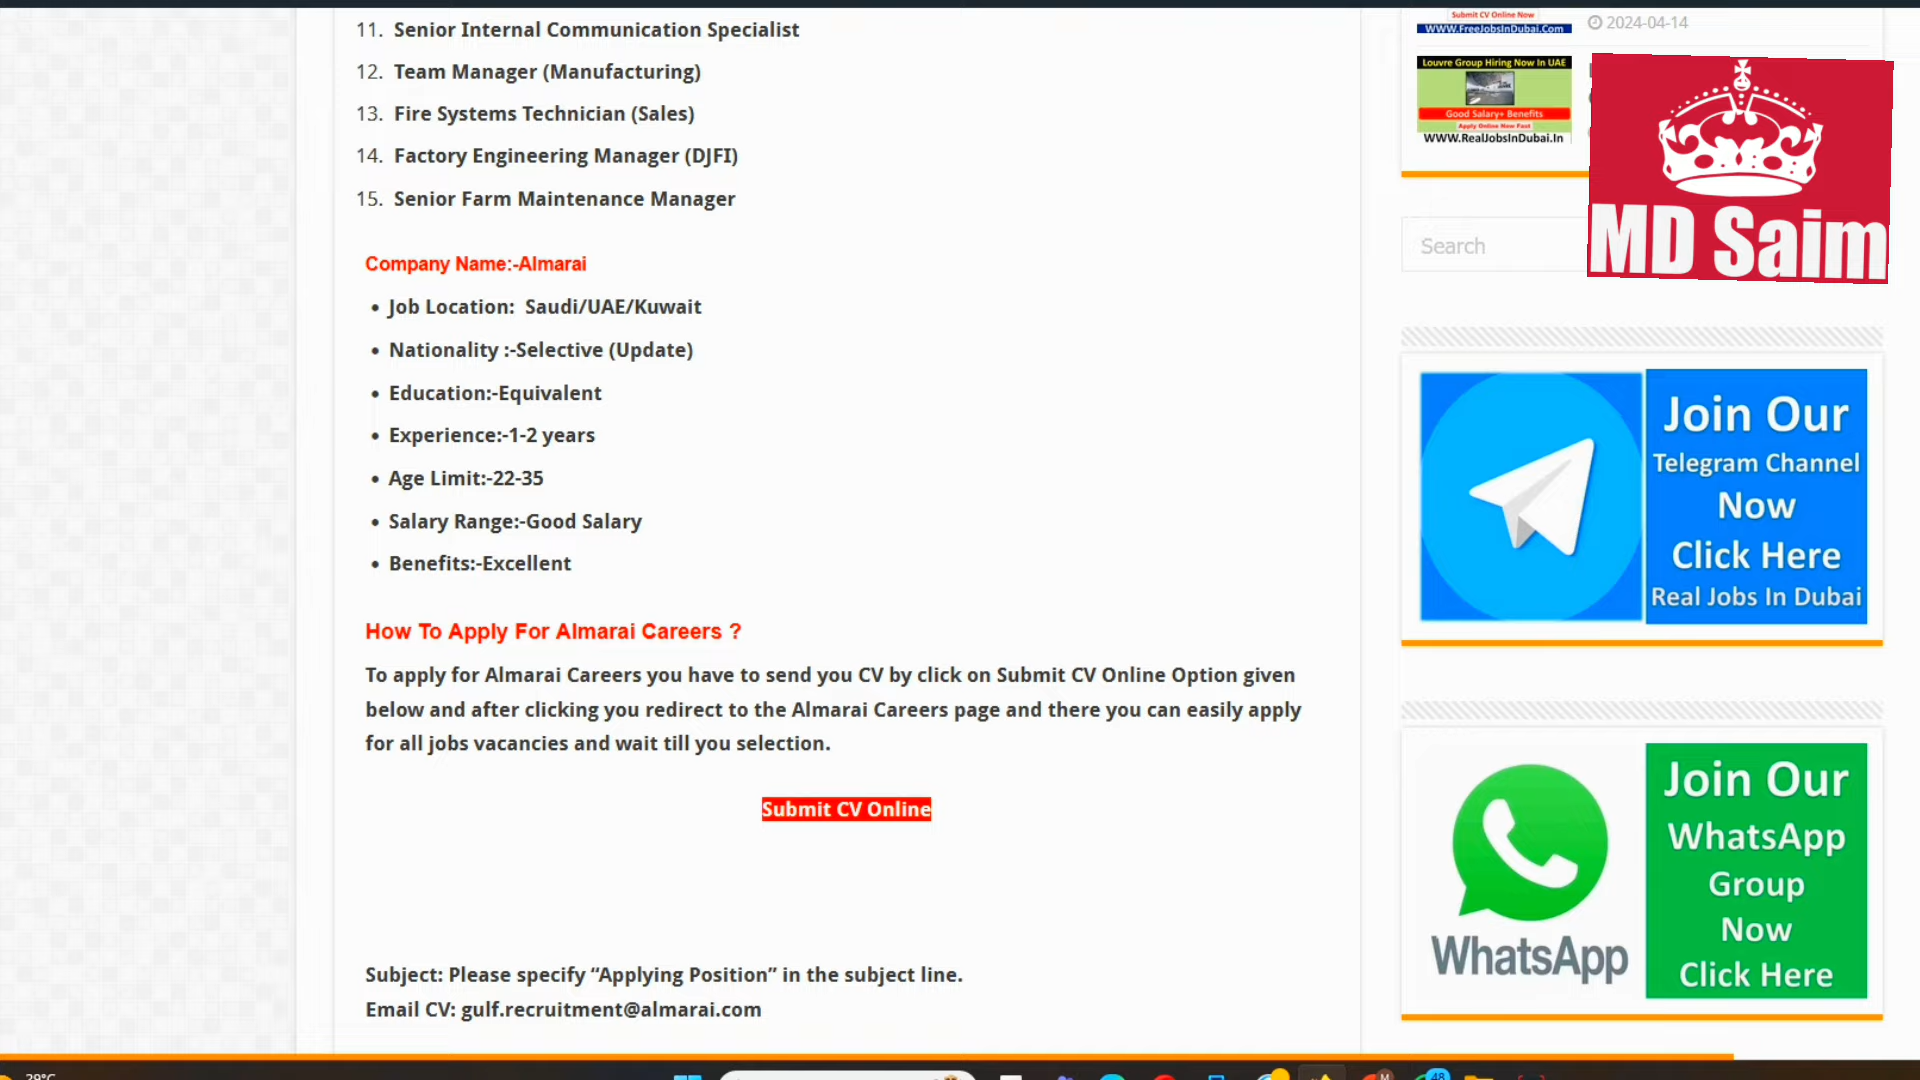 11. Senior Internal Communication Specialist
12. Team Manager (Manufacturing)
13. Fire Systems Technician (Sales)
14. Factory Engineering Manager (DJFI)
15. Senior Farm Maintenance Manager
Company Name:-Almarai
• Job Location: Saudi/UAE/Kuwait
• Nationality :-Selective (Update)
• Education:-Equivalent
• Experience:-1-2 years
• Age Limit:-22-35
• Salary Range:-Good Salary
• Benefits:-Excellent
How To Apply For Almarai Careers ?
To apply for Almarai Careers you have to send you CV by click on Submit CV Online Option given
below and after clicking you redirect to the Almarai Careers page and there you can easily apply
for all jobs vacancies and wait till you selection.
Submit CV Online
Subject: Please specify “Applying Position” in the subject line.
Email CV: gulf.recruitment@almarai.com
Submit CV Online Now
WWW.FreeJobsInDubai.Com
2024-04-14
Louvre Group Hiring Now In UAE
Good Salary+ Benefits
Apply Online Now Fast
WWW.RealJobsInDubai.In
MD Saim
Search
Join Our
Telegram Channel
Now
Click Here
Real Jobs In Dubai
Join Our
WhatsApp
Group
Now
Click Here
WhatsApp
29°C
48
M